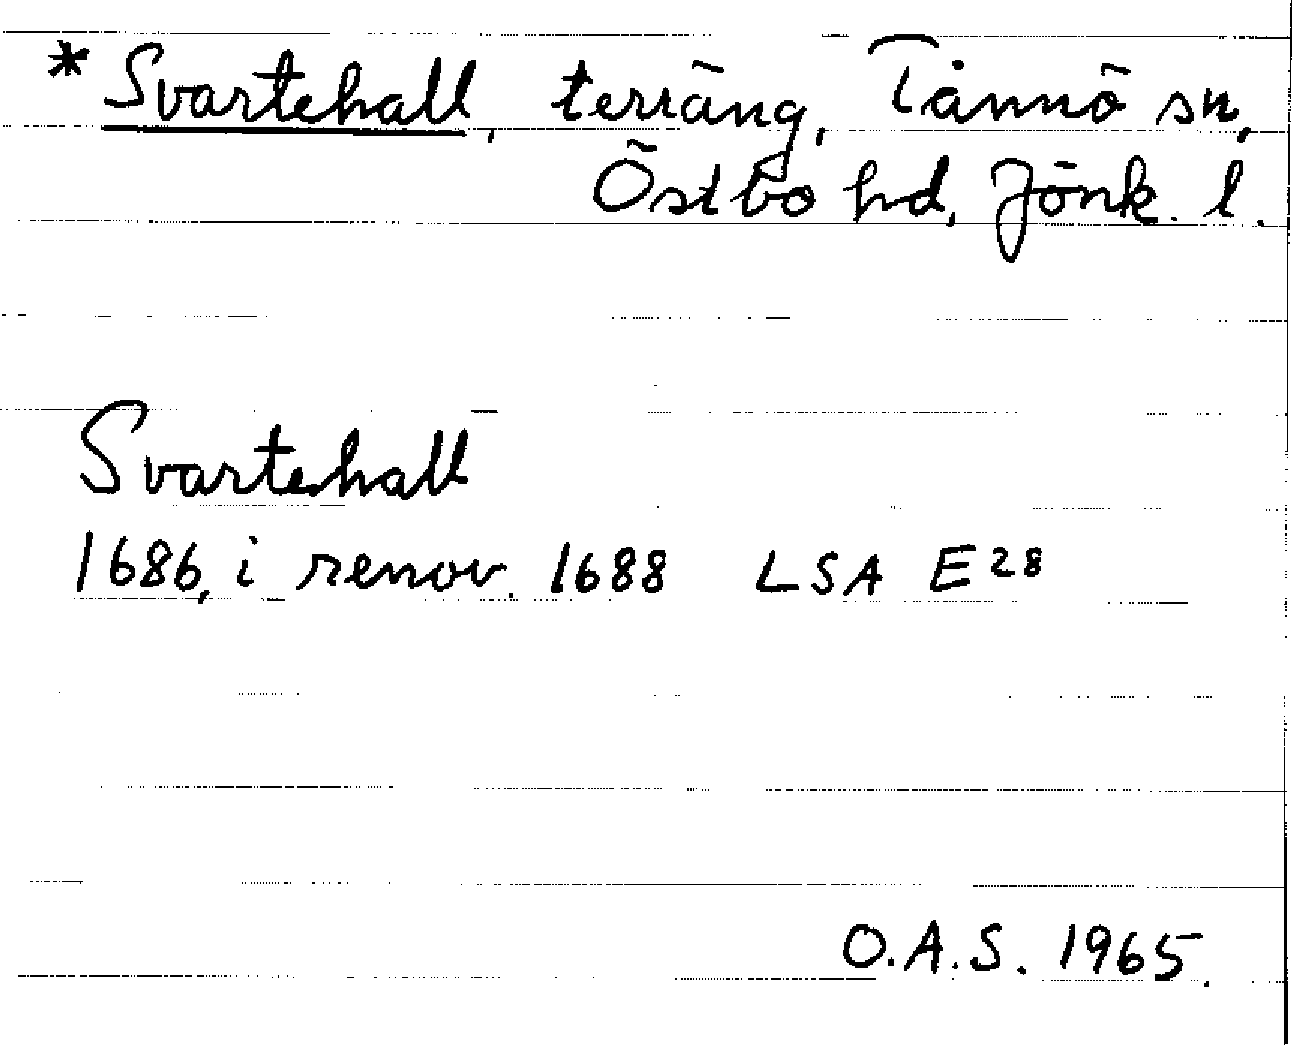 * Svartehall, terräng, Tånnö sn,
Östbo hd, Jönk. l.
Svartehall
1686, i renov. 1688 LSA E28
O.A.S. 1965.